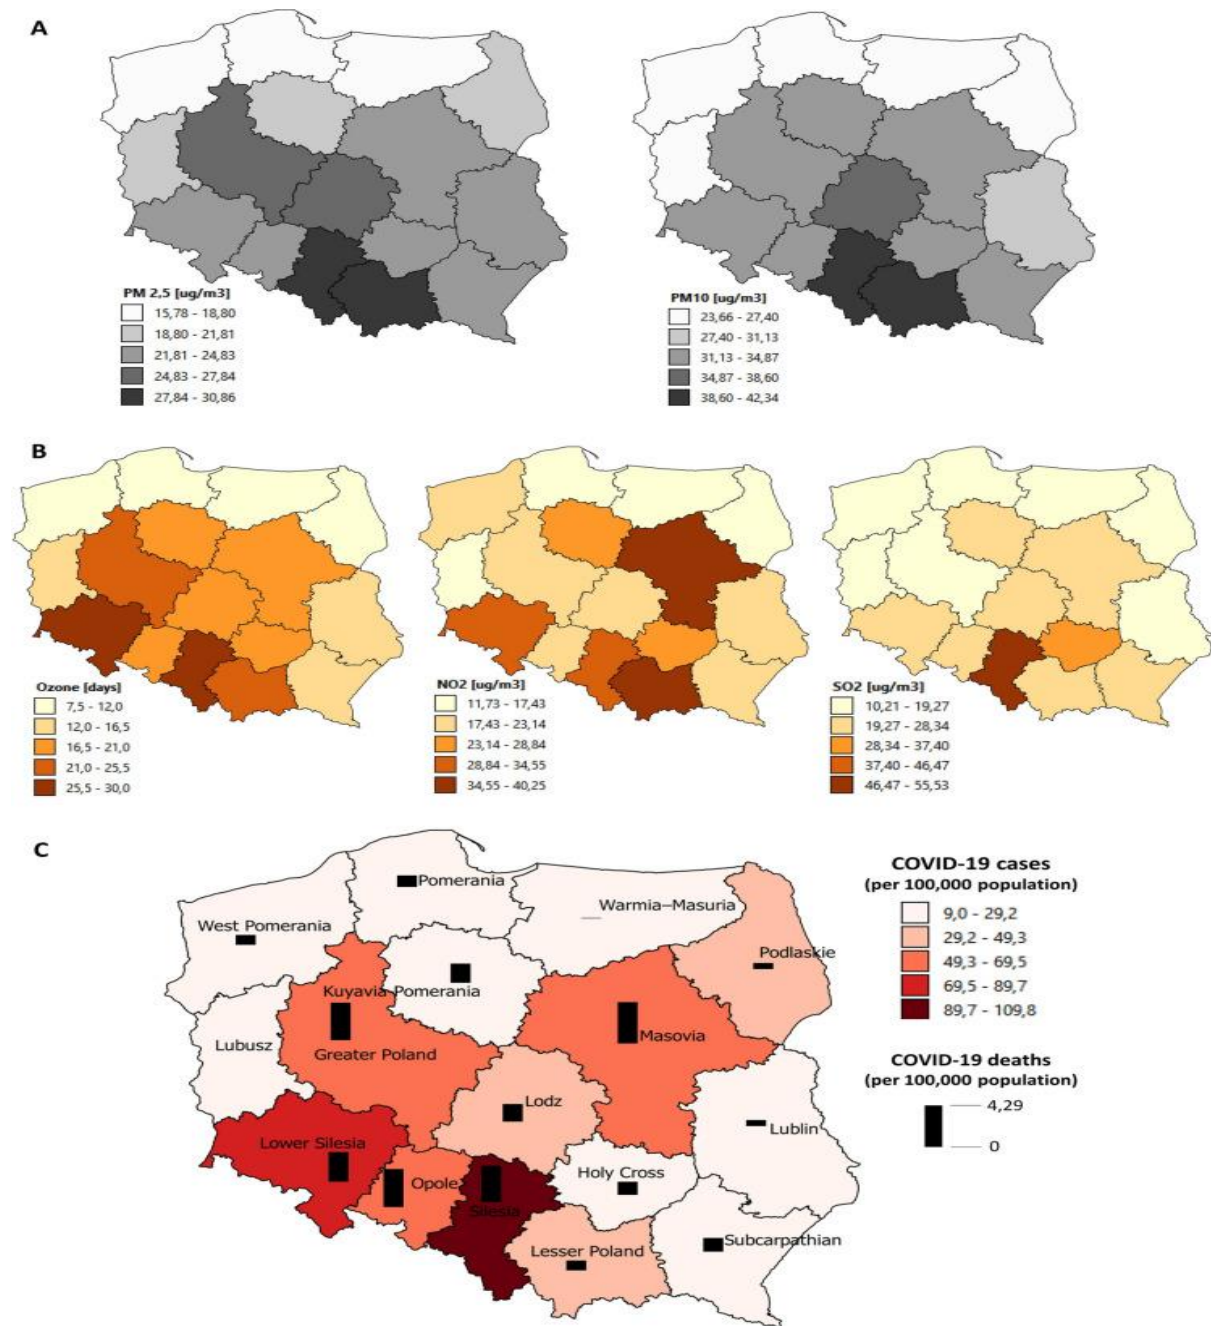 A
PM 2,5 [ug/m3]
15,78 - 18,80
18,80 - 21,81
21,81 - 24,83
24,83 - 27,84
27,84 - 30,86
PM10 [ug/m3]
23,66 - 27,40
27,40 - 31,13
31,13 - 34,87
34,87 - 38,60
38,60 - 42,34
B
Ozone [days]
7,5 - 12,0
12,0 - 16,5
16,5 - 21,0
21,0 - 25,5
25,5 - 30,0
NO2 [ug/m3]
11,73 - 17,43
17,43 - 23,14
23,14 - 28,84
28,84 - 34,55
34,55 - 40,25
SO2 [ug/m3]
10,21 - 19,27
19,27 - 28,34
28,34 - 37,40
37,40 - 46,47
46,47 - 55,53
C
Pomerania
West Pomerania
Warmia–Masuria
Podlaskie
Kuyavia-Pomerania
Lubusz
Greater Poland
Masovia
Lodz
Lublin
Lower Silesia
Opole
Silesia
Holy Cross
Lesser Poland
Subcarpathian
COVID-19 cases
(per 100,000 population)
9,0 - 29,2
29,2 - 49,3
49,3 - 69,5
69,5 - 89,7
89,7 - 109,8
COVID-19 deaths
(per 100,000 population)
4,29
0